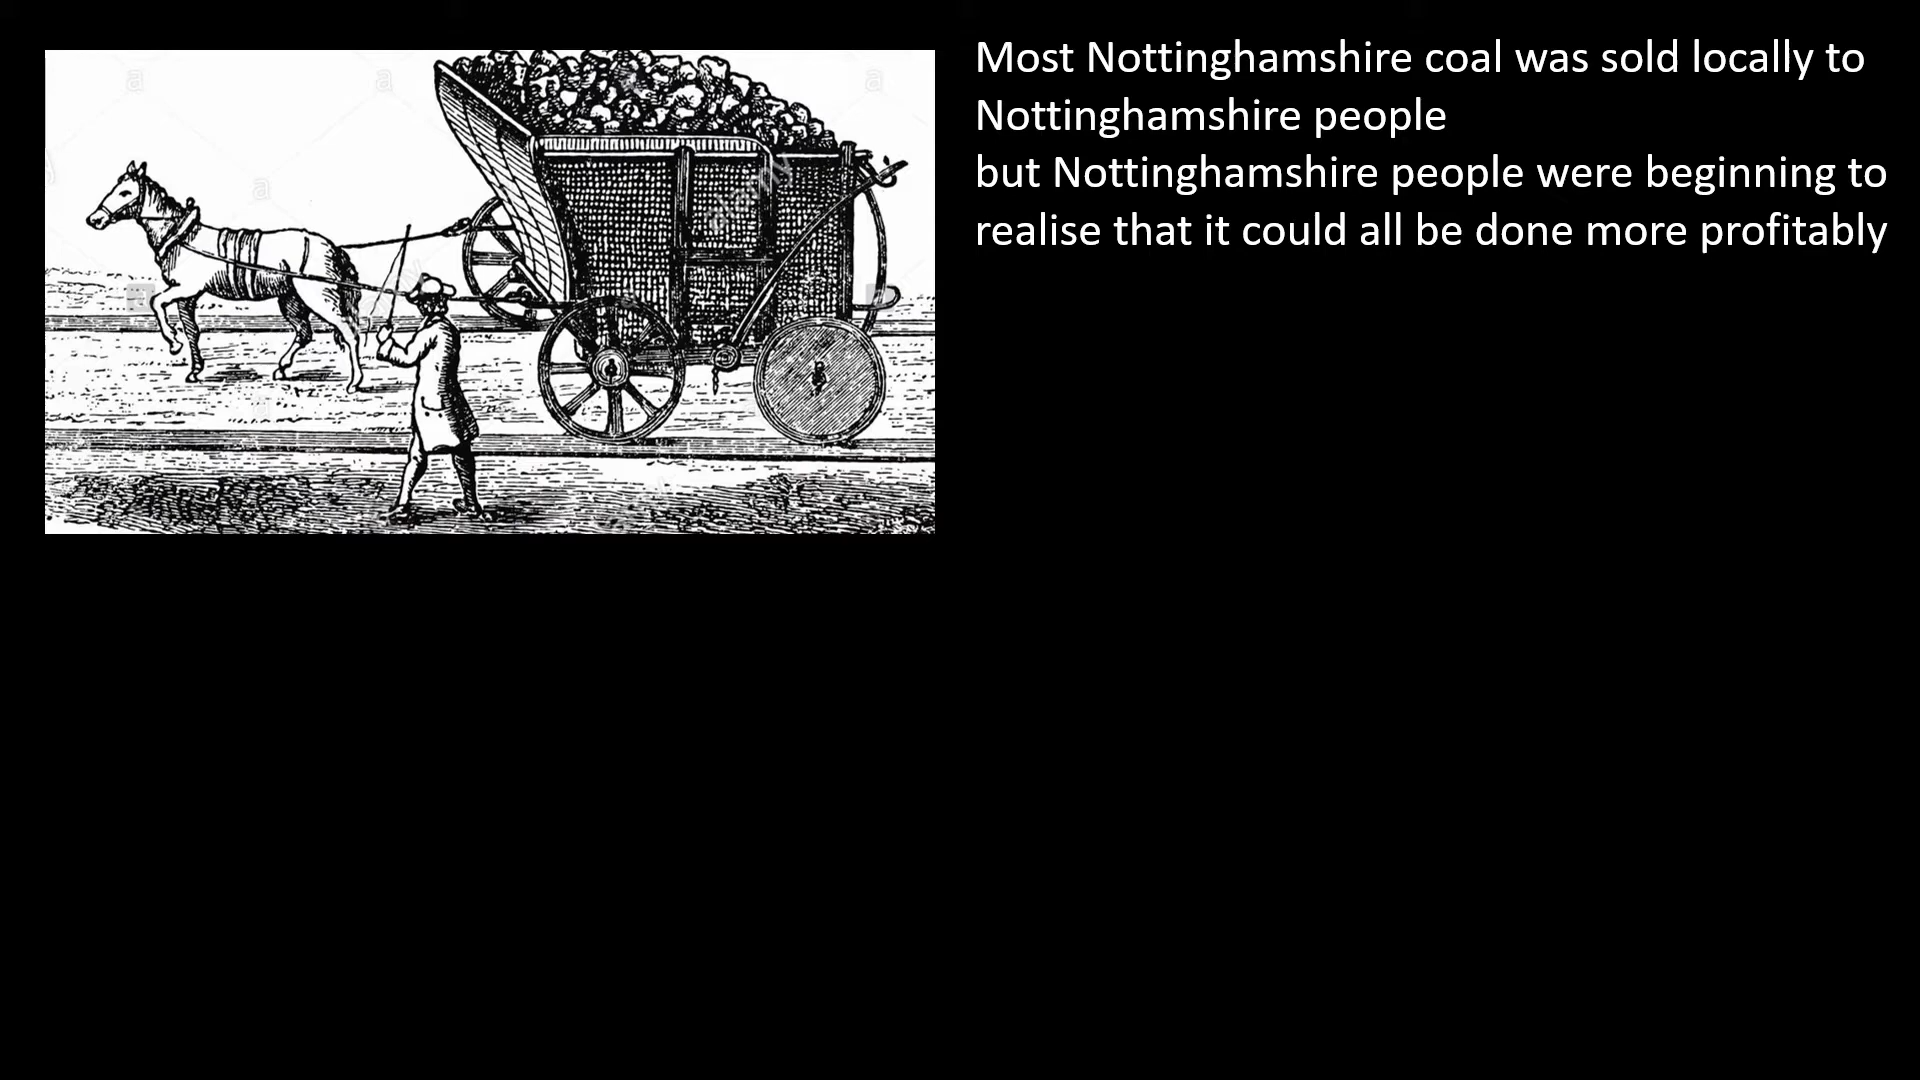 Most Nottinghamshire coal was sold locally to
Nottinghamshire people
but Nottinghamshire people were beginning to
realise that it could all be done more profitably
a
a
a
a
alamy
a
a
a